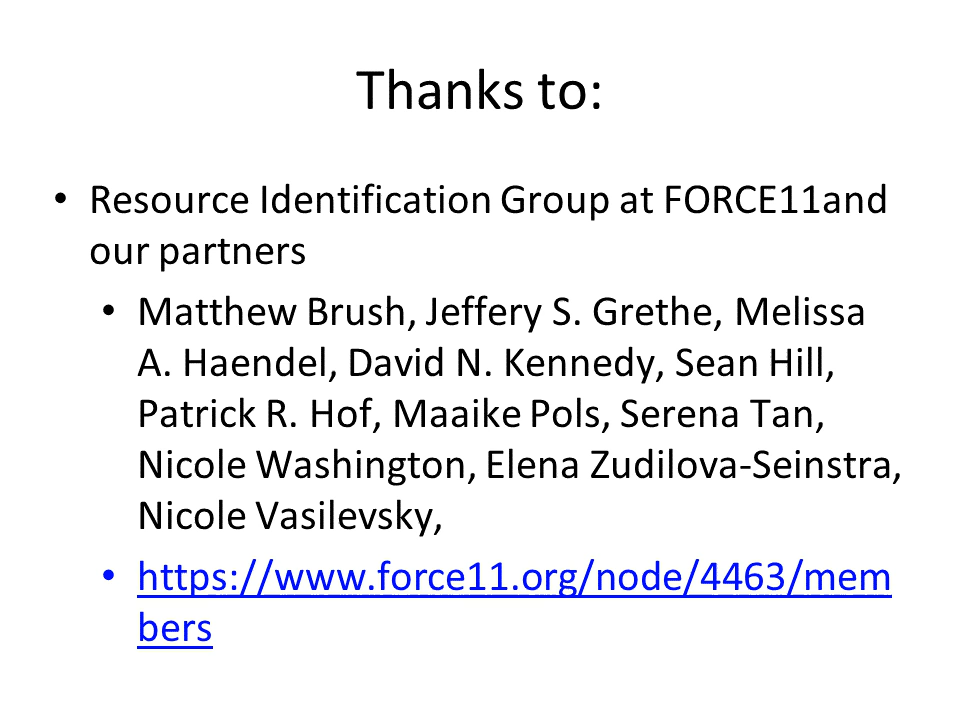 Thanks to:
• Resource Identification Group at FORCE11and
our partners
• Matthew Brush, Jeffery S. Grethe, Melissa
A. Haendel, David N. Kennedy, Sean Hill,
Patrick R. Hof, Maaike Pols, Serena Tan,
Nicole Washington, Elena Zudilova-Seinstra,
Nicole Vasilevsky,
• https://www.force11.org/node/4463/mem
bers